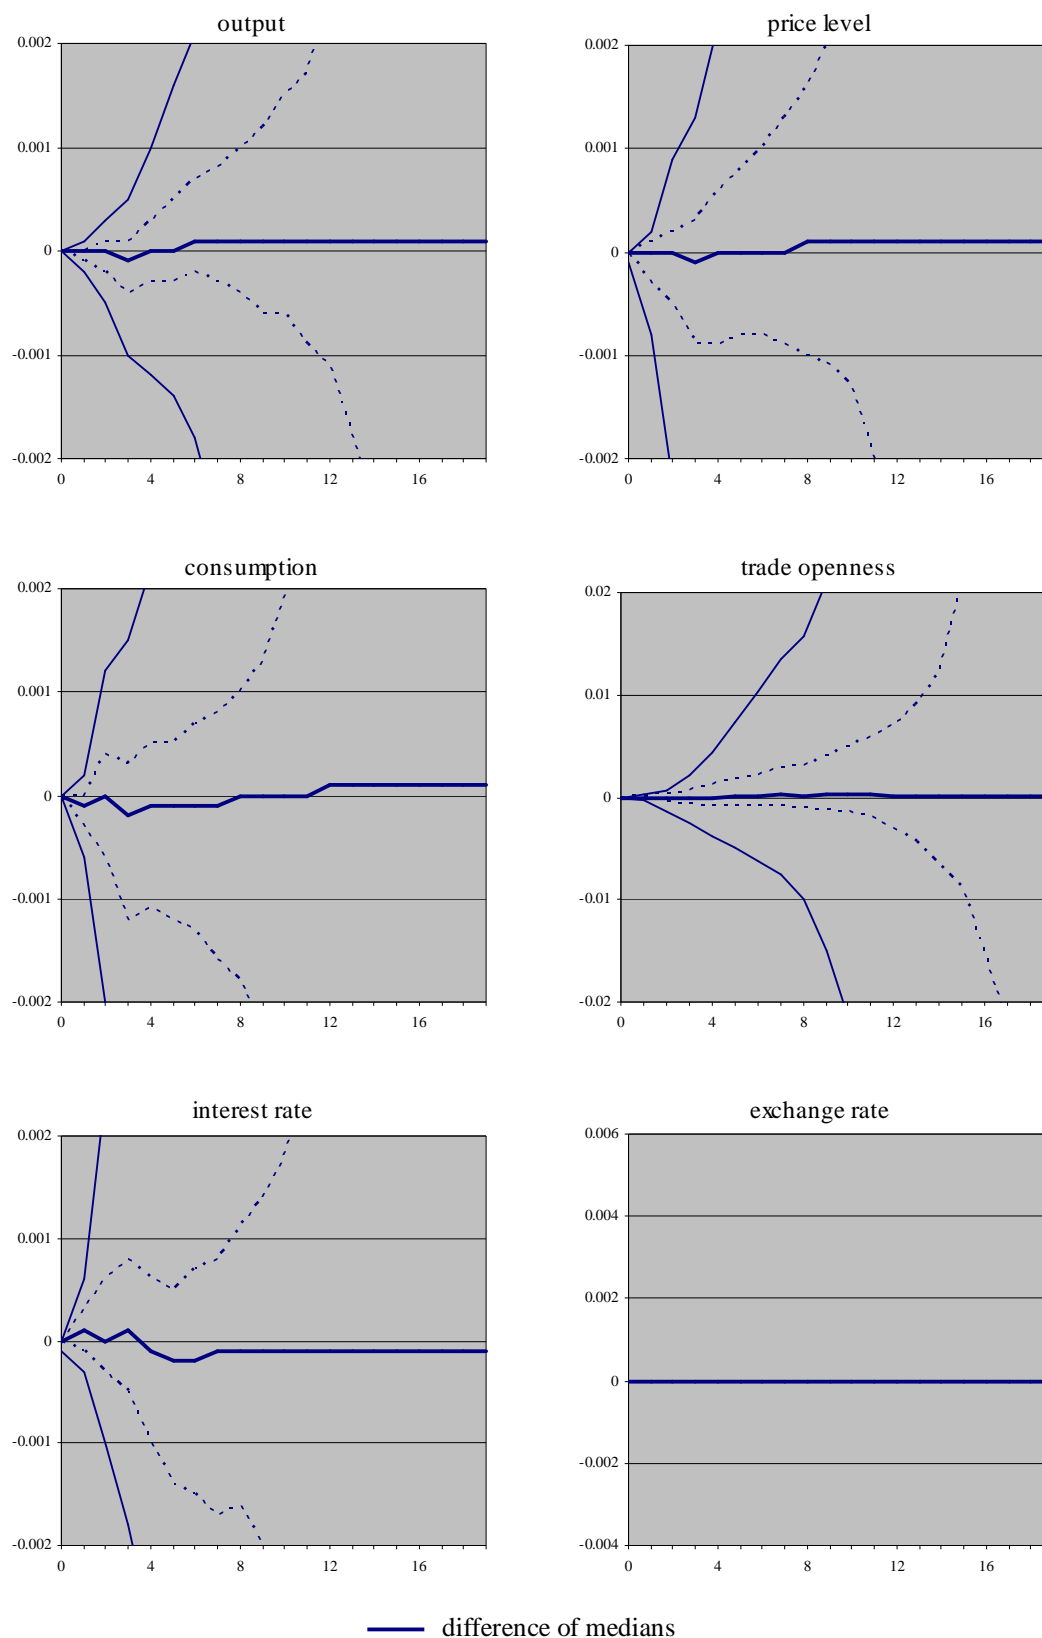 output
0.002
0.001
0
-0.001
-0.002
0 4 8 12 16
price level
0.002
0.001
0
-0.001
-0.002
0 4 8 12 16
consumption
0.002
0.001
0
-0.001
-0.002
0 4 8 12 16
trade openness
0.02
0.01
0
-0.01
-0.02
0 4 8 12 16
interest rate
0.002
0.001
0
-0.001
-0.002
0 4 8 12 16
exchange rate
0.006
0.004
0.002
0
-0.002
-0.004
0 4 8 12 16
difference of medians